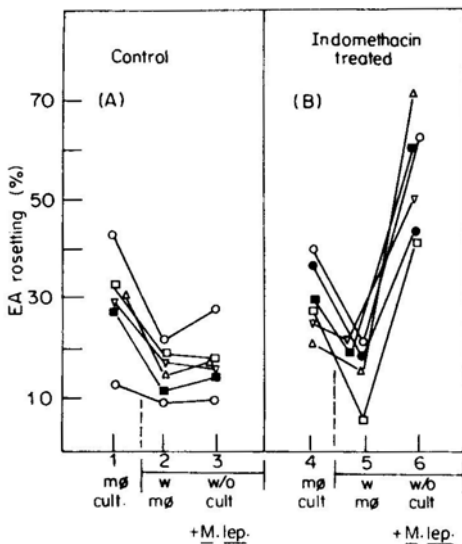 Control
Indomethacin
treated
(A)
(B)
EA rosetting (%)
70
50
30
10
1 2 3 4 5 6
mø w w/o mø w w/o
cult. mø cult cult mø cult
+M. lep. +M. lep.